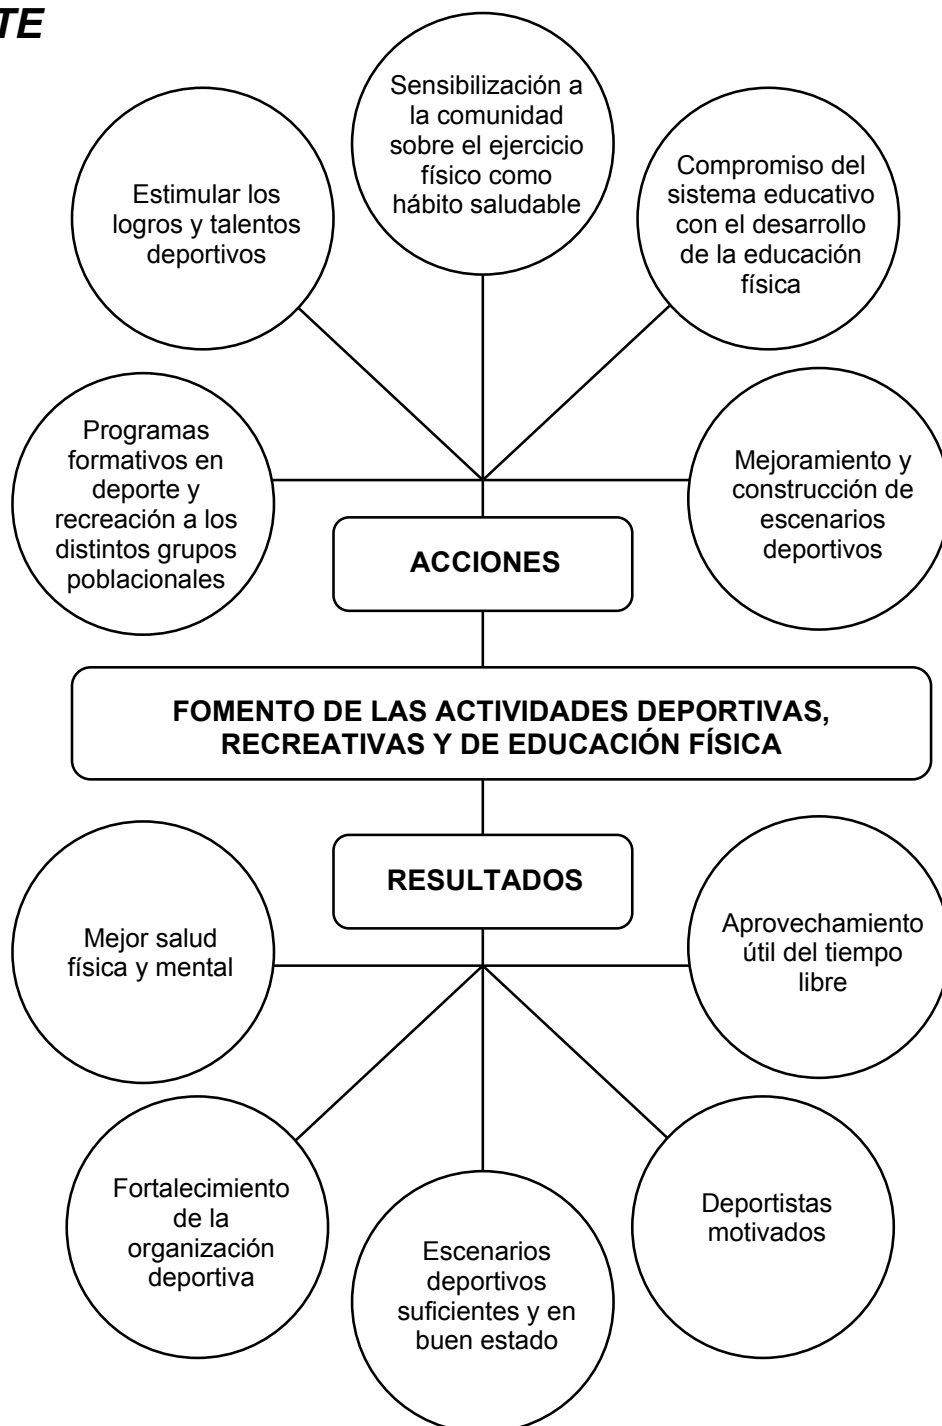 TE
Sensibilización a
la comunidad
sobre el ejercicio
físico como
hábito saludable
Estimular los
logros y talentos
deportivos
Compromiso del
sistema educativo
con el desarrollo
de la educación
física
Programas
formativos en
deporte y
recreación a los
distintos grupos
poblacionales
Mejoramiento y
construcción de
escenarios
deportivos
ACCIONES
FOMENTO DE LAS ACTIVIDADES DEPORTIVAS,
RECREATIVAS Y DE EDUCACIÓN FÍSICA
RESULTADOS
Mejor salud
física y mental
Aprovechamiento
útil del tiempo
libre
Fortalecimiento
de la
organización
deportiva
Escenarios
deportivos
suficientes y en
buen estado
Deportistas
motivados